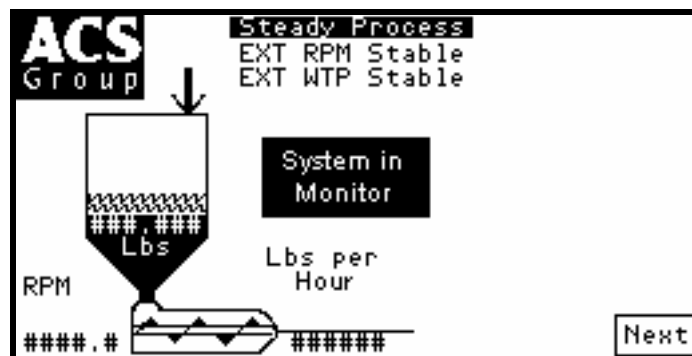 ACS
Group
Steady Process
EXT RPM Stable
EXT WTP Stable
System in
Monitor
###.###
Lbs
Lbs per
Hour
RPM
####.#
######
Next